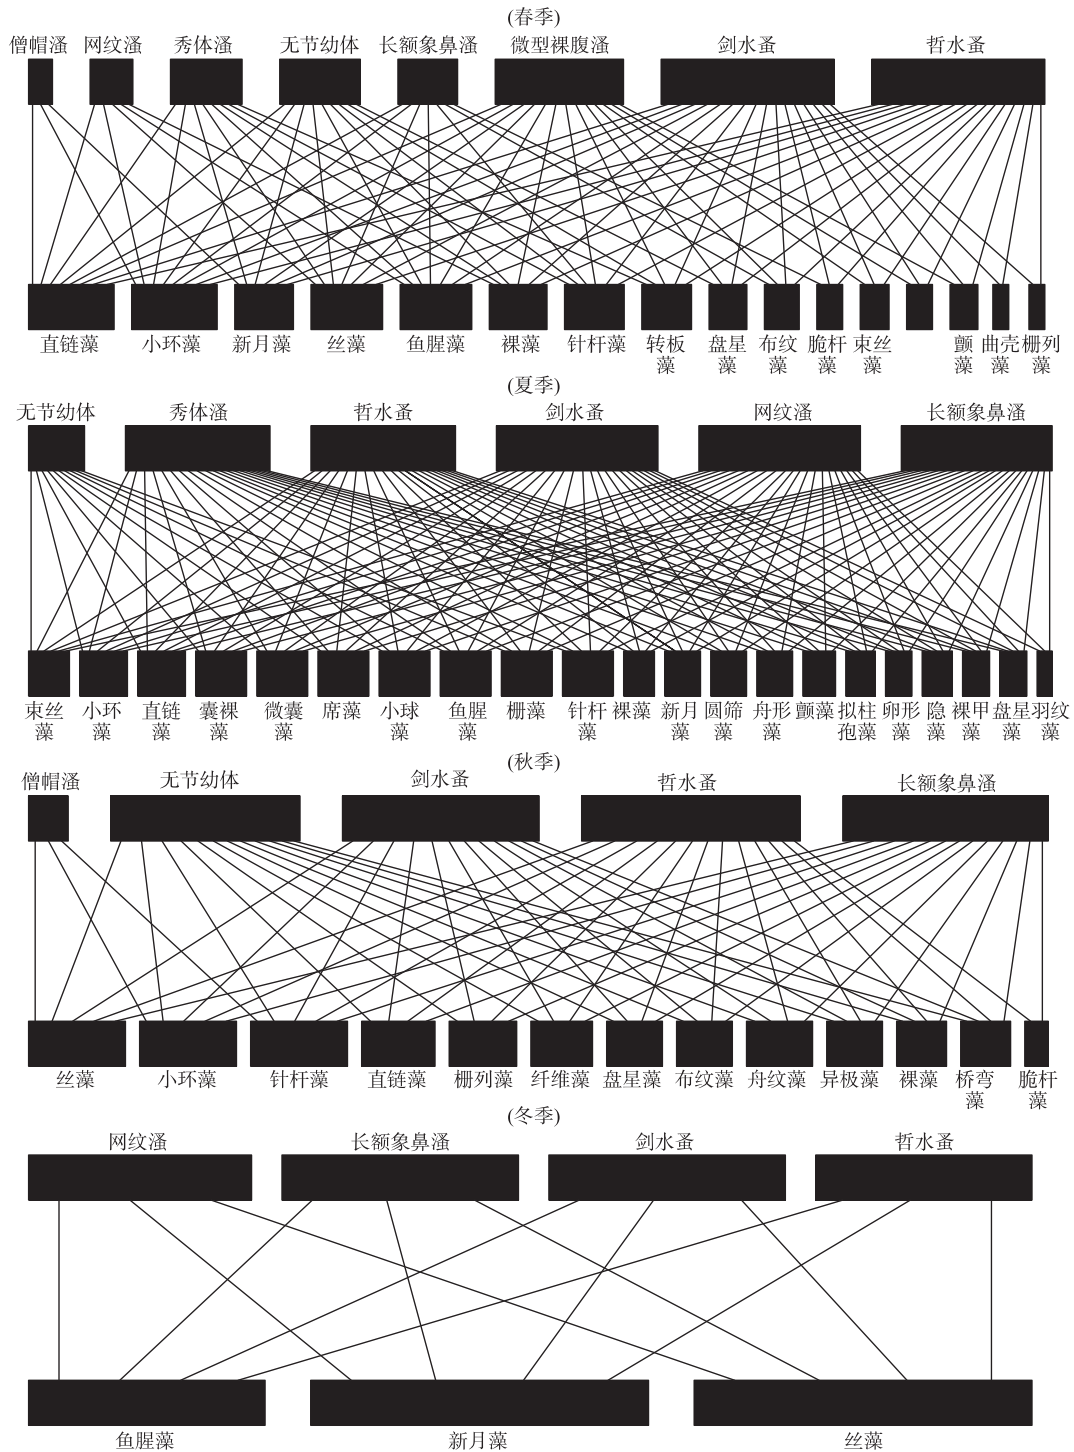 (春季)
僧帽溞 网纹溞 秀体溞 无节幼体 长额象鼻溞 微型裸腹溞 剑水蚤 哲水蚤
直链藻 小环藻 新月藻 丝藻 鱼腥藻 裸藻 针杆藻 转板藻 盘星藻 布纹藻 脆杆藻 束丝藻 颤藻 曲壳藻 栅列藻
(夏季)
无节幼体 秀体溞 哲水蚤 剑水蚤 网纹溞 长额象鼻溞
束丝藻 小环藻 直链藻 囊裸藻 微囊藻 席藻 小球藻 鱼腥藻 栅藻 针杆藻 裸藻 新月藻 圆筛藻 舟形藻 颤藻 拟柱孢藻 卵形藻 隐藻 裸甲藻 盘星藻 羽纹藻
(秋季)
僧帽溞 无节幼体 剑水蚤 哲水蚤 长额象鼻溞
丝藻 小环藻 针杆藻 直链藻 栅列藻 纤维藻 盘星藻 布纹藻 舟纹藻 异极藻 裸藻 桥弯藻 脆杆藻
(冬季)
网纹溞 长额象鼻溞 剑水蚤 哲水蚤
鱼腥藻 新月藻 丝藻